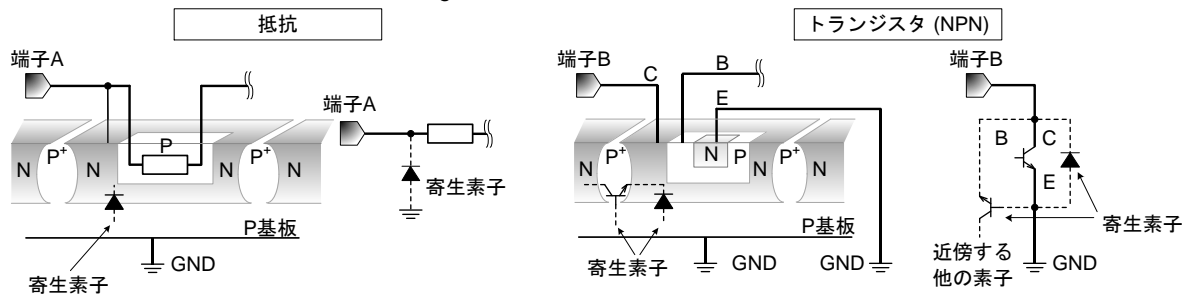 g
抵抗
トランジスタ (NPN)
端子A
端子A
N
P⁺
N
P
N
P⁺
N
寄生素子
P基板
寄生素子
GND
端子B
C
B
E
N
P⁺
N
N
P
N
P⁺
N
P基板
寄生素子
GND
GND
端子B
B
C
E
寄生素子
近傍する
他の素子
GND